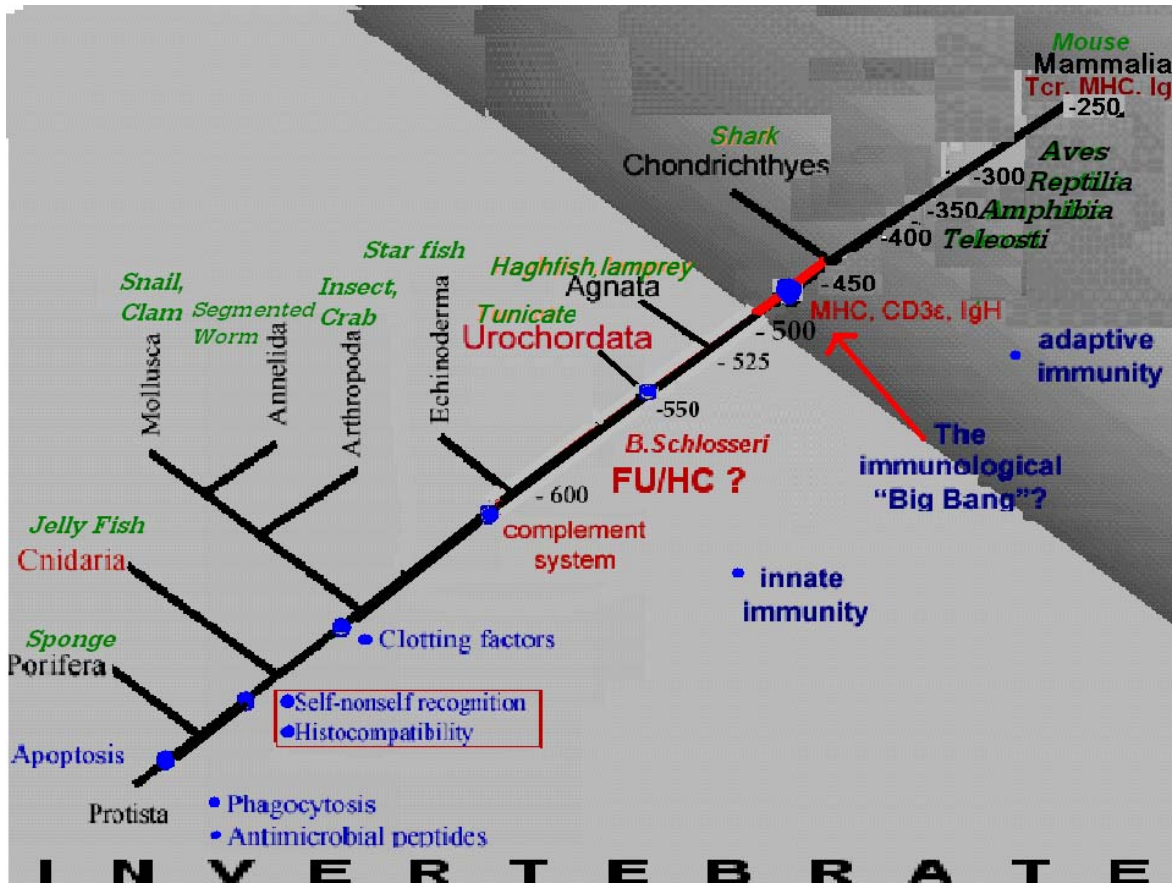 Mouse
Mammalia
Tcr. MHC. Ig
-250
Shark
Chondrichthyes
Aves
-300
Reptilia
-350
Amphibia
-400
Teleosti
Star fish
Haghfish,lamprey
Agnata
-450
MHC, CD3ε, IgH
Snail,
Clam
Segmented
Worm
Insect,
Crab
Tunicate
Urochordata
- 500
- 525
adaptive
immunity
Mollusca
Annelida
Arthropoda
Echinoderma
-550
B.Schlosseri
FU/HC ?
The
immunological
“Big Bang”?
- 600
complement
system
Jelly Fish
Cnidaria
innate
immunity
Clotting factors
Sponge
Porifera
Self-nonself recognition
Histocompatibility
Apoptosis
Protista
Phagocytosis
Antimicrobial peptides
I N V E R T E B R A T E